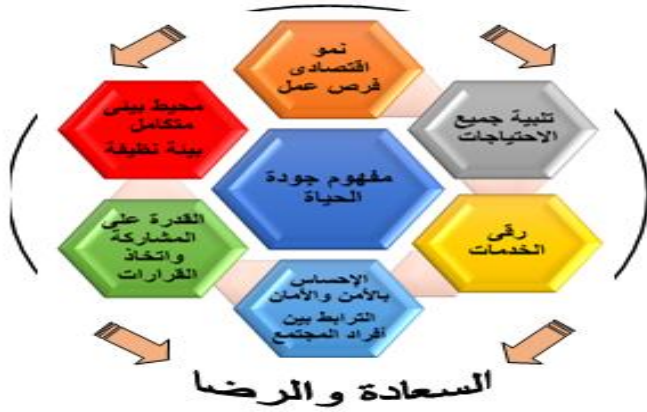 نمو
اقتصادى
فرص عمل
تلبية جميع
الاحتياجات
محيط بيئى
متكامل
بيئة نظيفة
مفهوم جودة
الحياة
رقى
الخدمات
القدرة على
المشاركة
واتخاذ
القرارات
الإحساس
بالأمن والأمان
الترابط بين
أفراد المجتمع
السعادة والرضا